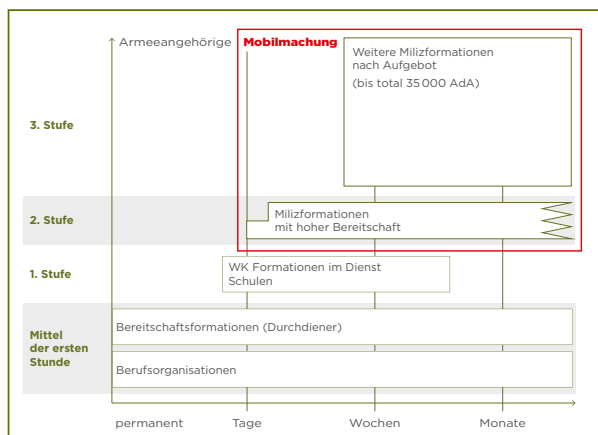 Armeeangehörige
Mobilmachung
Weitere Milizformationen
nach Aufgebot
(bis total 35 000 AdA)
3. Stufe
2. Stufe
Milizformationen
mit hoher Bereitschaft
1. Stufe
WK Formationen im Dienst
Schulen
Mittel
der ersten
Stunde
Bereitschaftsformationen (Durchdiener)
Berufsorganisationen
permanent
Tage
Wochen
Monate